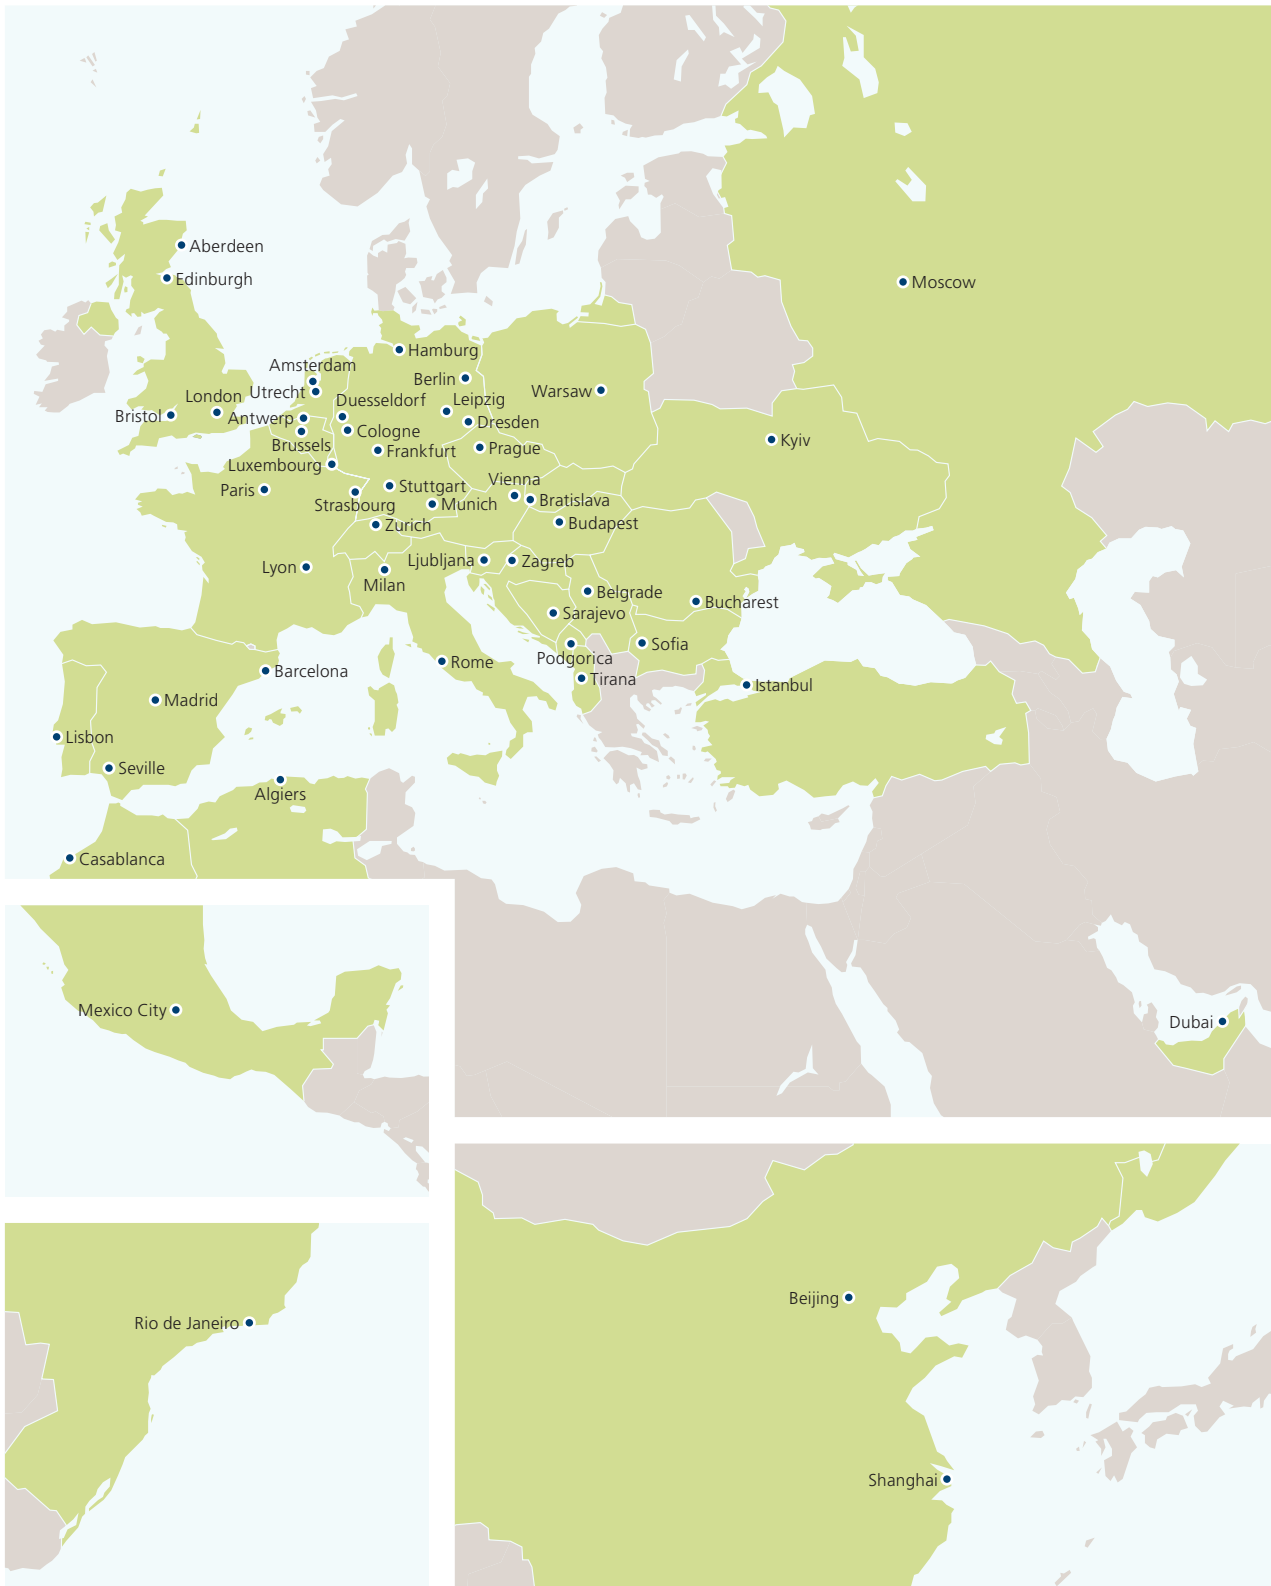 Aberdeen
Edinburgh
Moscow
Hamburg
Amsterdam
Berlin
Warsaw
Utrecht
London
Duesseldorf
Leipzig
Bristol
Antwerp
Dresden
Cologne
Kyiv
Brussels
Frankfurt
Prague
Luxembourg
Vienna
Paris
Stuttgart
Strasbourg
Munich
Bratislava
Zurich
Budapest
Ljubljana
Zagreb
Lyon
Milan
Belgrade
Bucharest
Sarajevo
Sofia
Podgorica
Rome
Barcelona
Tirana
Istanbul
Madrid
Lisbon
Seville
Algiers
Casablanca
Mexico City
Dubai
Beijing
Rio de Janeiro
Shanghai